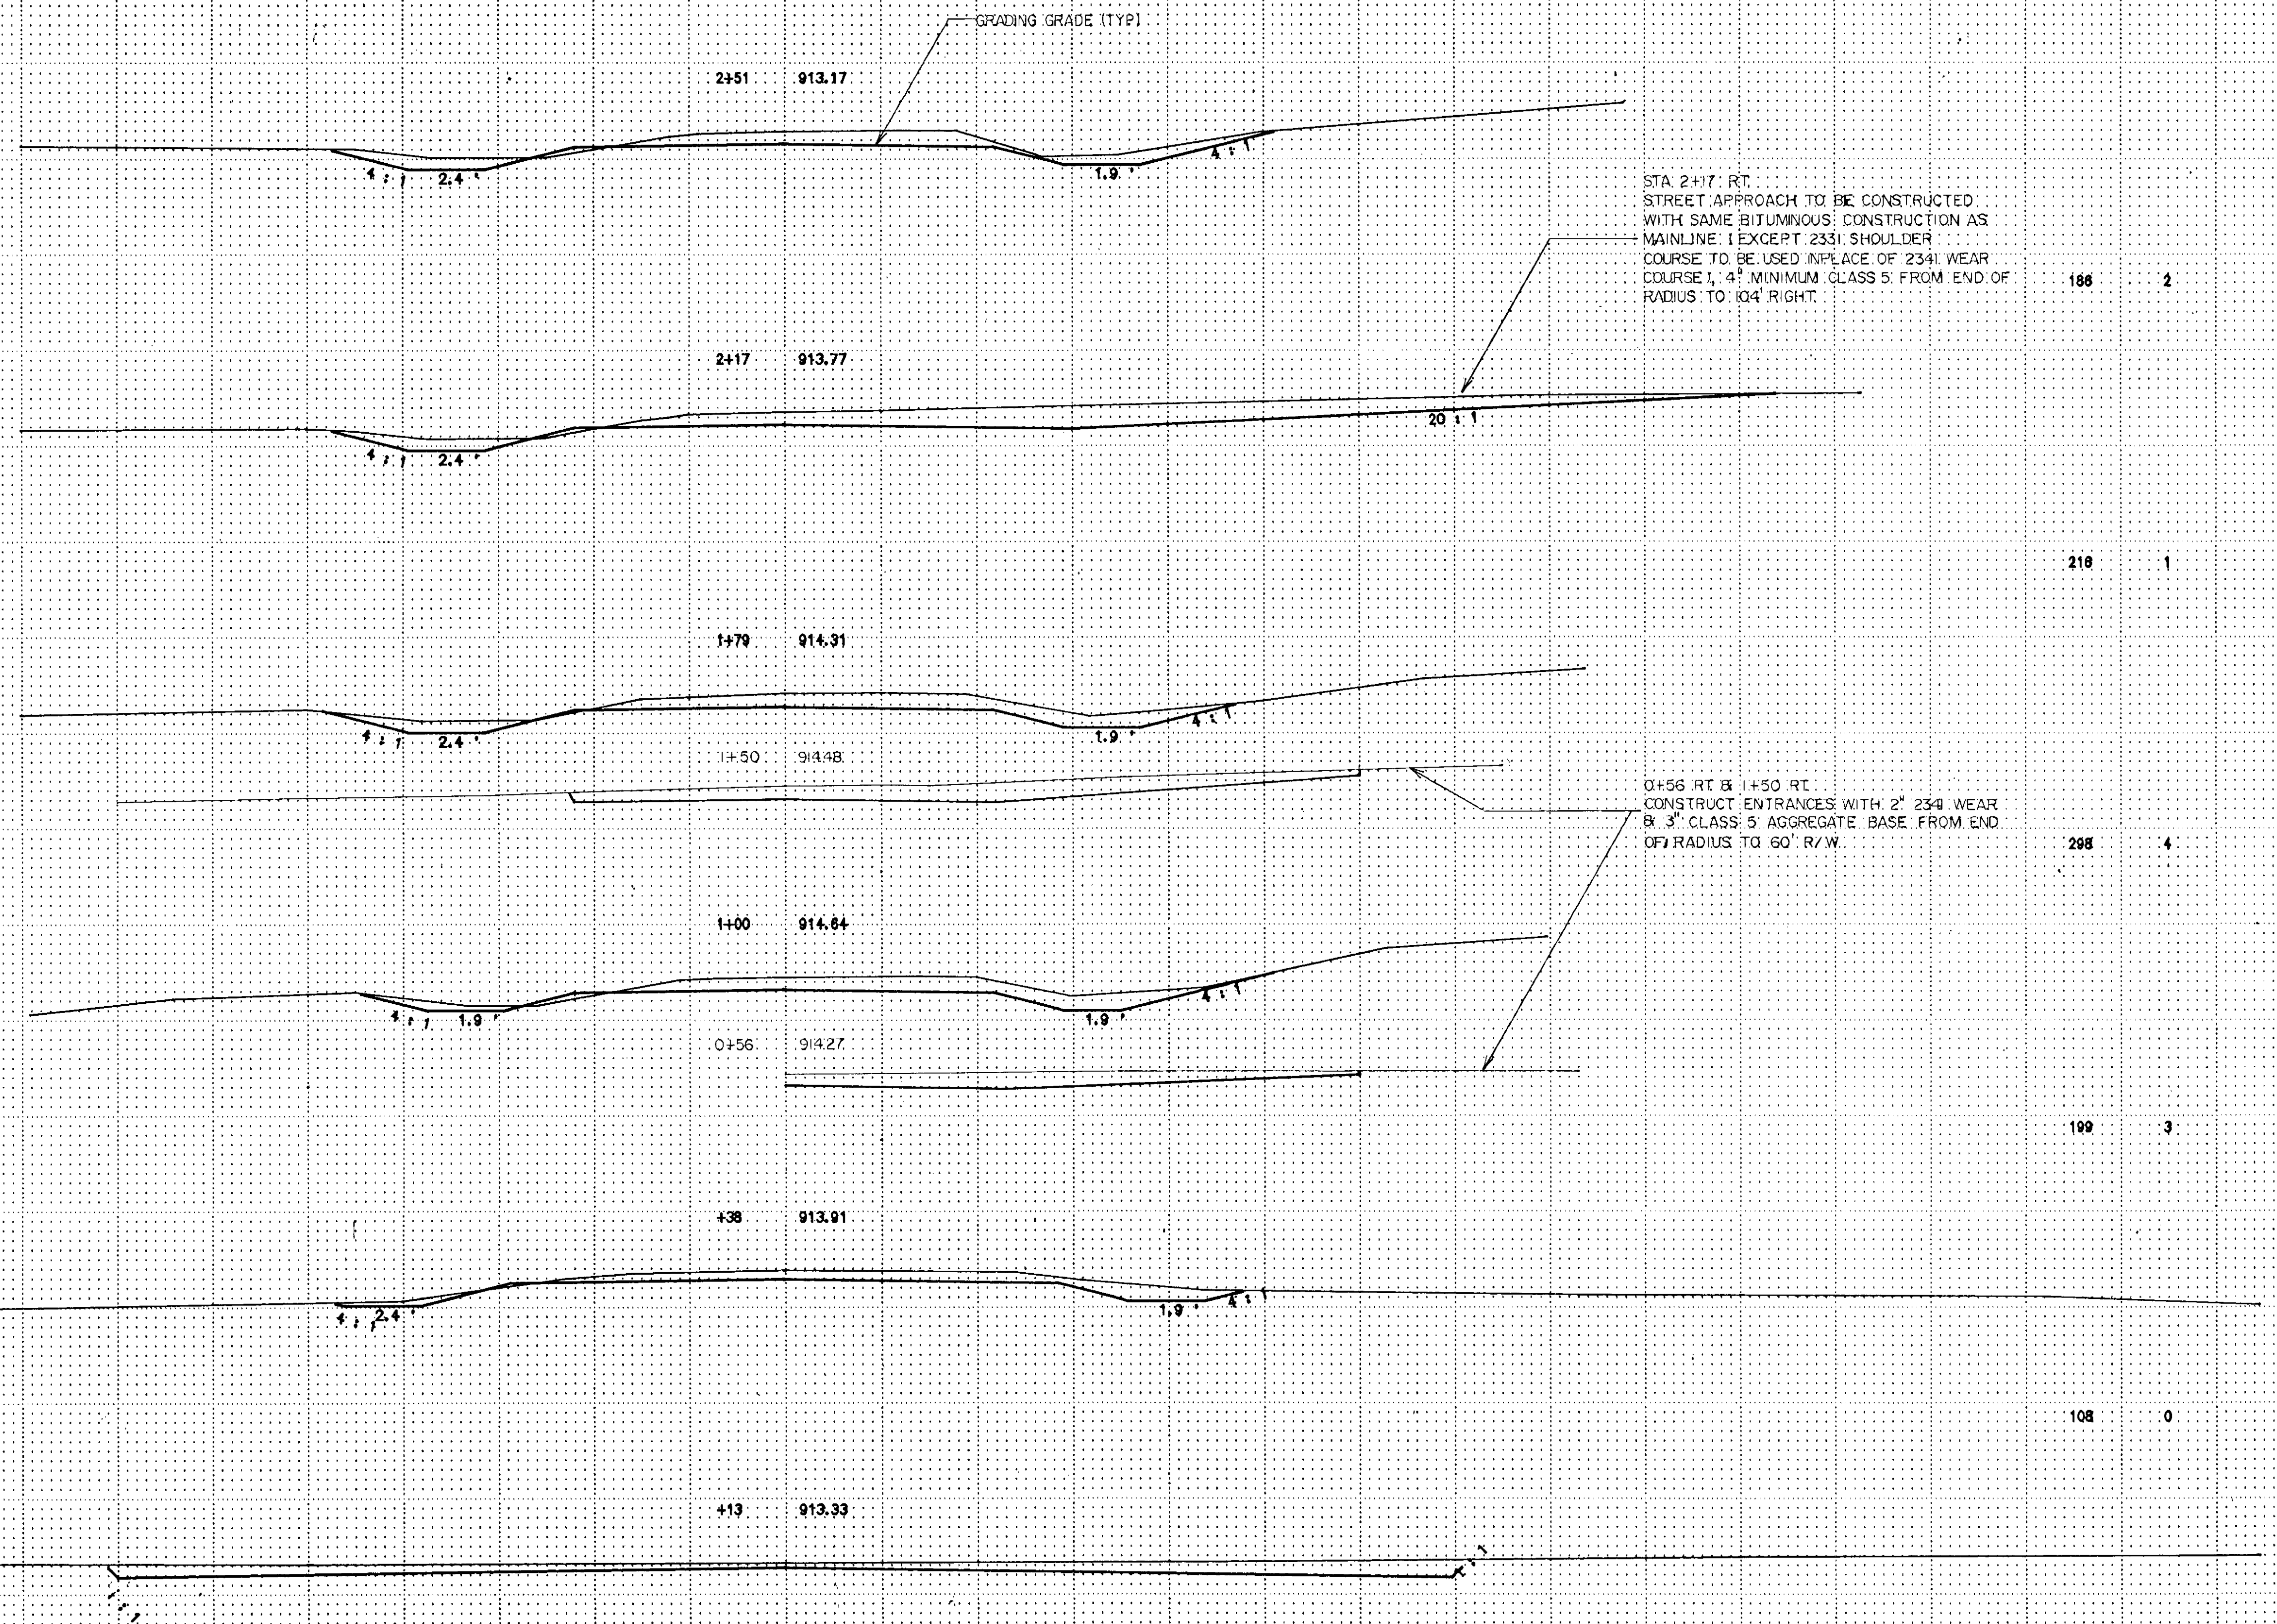 GRADING GRADE (TYP)
2+51 913.17
4 : 1 2.4 ' 1.9 ' 4 : 1
STA. 2+17 RT.
STREET APPROACH TO BE CONSTRUCTED
WITH SAME BITUMINOUS CONSTRUCTION AS
MAINLINE ( EXCEPT 2331 SHOULDER
COURSE TO BE USED INPLACE OF 2341 WEAR
COURSE ), 4" MINIMUM CLASS 5 FROM END OF
RADIUS TO 104' RIGHT.
186 2
2+17 913.77
4 : 1 2.4 ' 20 : 1
216 1
1+79 914.31
4 : 1 2.4 ' 1.9 ' 4 : 1
1+50 914.48
0+56 RT & 1+50 RT
CONSTRUCT ENTRANCES WITH 2" 2341 WEAR
& 3" CLASS 5 AGGREGATE BASE FROM END
OF RADIUS TO 60' R/W
298 4
1+00 914.64
4 : 1 1.9 ' 1.9 ' 4 : 1
0+56 914.27
199 3
+38 913.91
4 : 1 2.4 ' 1.9 ' 4 : 1
108 0
+13 913.33